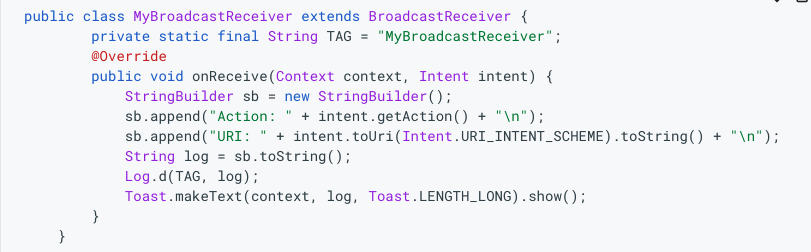 public class MyBroadcastReceiver extends BroadcastReceiver {
private static final String TAG = "MyBroadcastReceiver";
@Override
public void onReceive(Context context, Intent intent) {
StringBuilder sb = new StringBuilder();
sb.append("Action: " + intent.getAction() + "\n");
sb.append("URI: " + intent.toUri(Intent.URI_INTENT_SCHEME).toString() + "\n");
String log = sb.toString();
Log.d(TAG, log);
Toast.makeText(context, log, Toast.LENGTH_LONG).show();
}
}